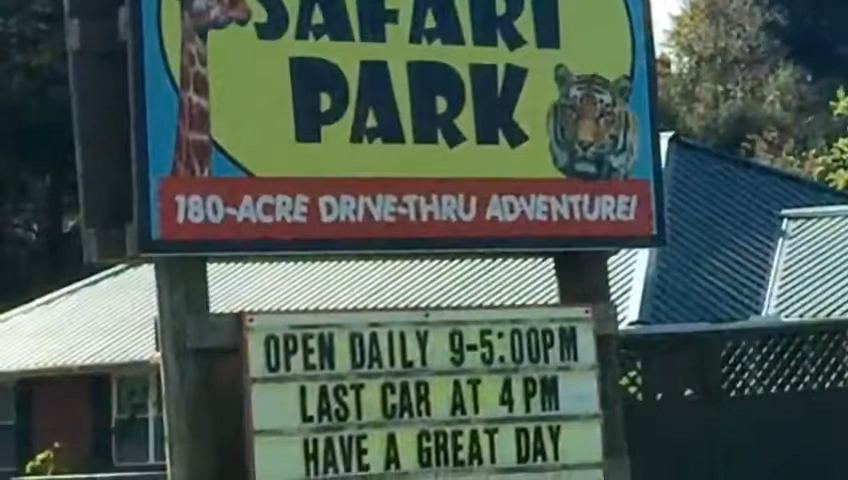 SAFARI
PARK
180-ACRE DRIVE-THRU ADVENTURE!
OPEN DAILY 9-5:00PM
LAST CAR AT 4 PM
HAVE A GREAT DAY